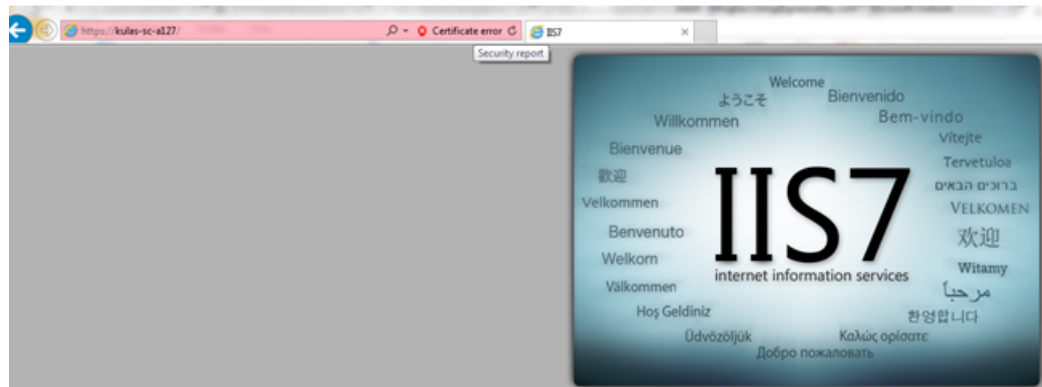 https://kulas-sc-a127/ Certificate error IIS7
Security report
Welcome
ようこそ
Bienvenido
Willkommen
Bem-vindo
Vítejte
Bienvenue
Tervetuloa
歡迎
ברוכים הבאים
Velkommen
VELKOMEN
IIS7
Benvenuto
欢迎
Welkom
internet information services
Witamy
Välkommen
مرحباً
Hoş Geldiniz
환영합니다
Üdvözöljük
Καλώς ορίσατε
Добро пожаловать